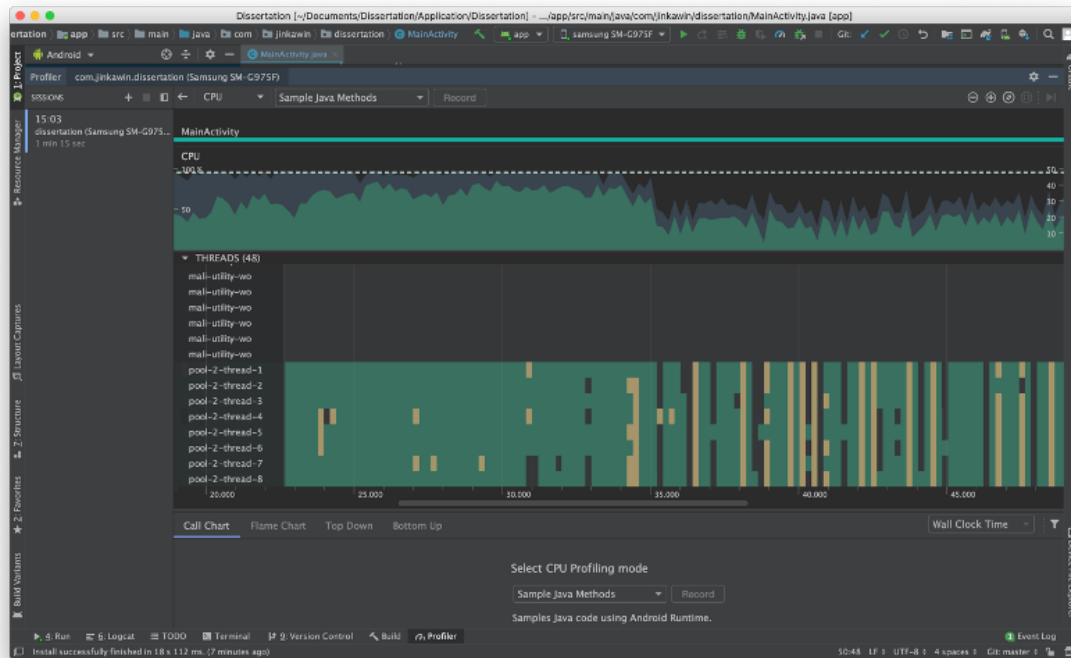 Dissertation [~/Documents/Dissertation/Application/Dissertation] – .../app/src/main/java/com/jinkawin/dissertation/MainActivity.java [app]
ertation app src main java com jinkawin dissertation MainActivity app samsung SM-G975F Git:
1: Project Android MainActivity.java
Profiler com.jinkawin.dissertation (Samsung SM-G975F)
SESSIONS CPU Sample Java Methods Record
15:03
dissertation (Samsung SM-G975...
1 min 15 sec
Resource Manager
MainActivity
CPU
100 % 50
40
50 30
20
10
THREADS (48)
mali-utility-wo
mali-utility-wo
mali-utility-wo
mali-utility-wo
mali-utility-wo
mali-utility-wo
Layout Captures
pool-2-thread-1
pool-2-thread-2
pool-2-thread-3
pool-2-thread-4
pool-2-thread-5
pool-2-thread-6
pool-2-thread-7
pool-2-thread-8
7: Structure
20.000 25.000 30.000 35.000 40.000 45.000
2: Favorites
Call Chart Flame Chart Top Down Bottom Up Wall Clock Time
Build Variants
Select CPU Profiling mode
Sample Java Methods Record
Samples Java code using Android Runtime.
4: Run 6: Logcat TODO Terminal 9: Version Control Build Profiler 1 Event Log
Install successfully finished in 18 s 112 ms. (7 minutes ago) 50:48 LF UTF-8 4 spaces Git: master